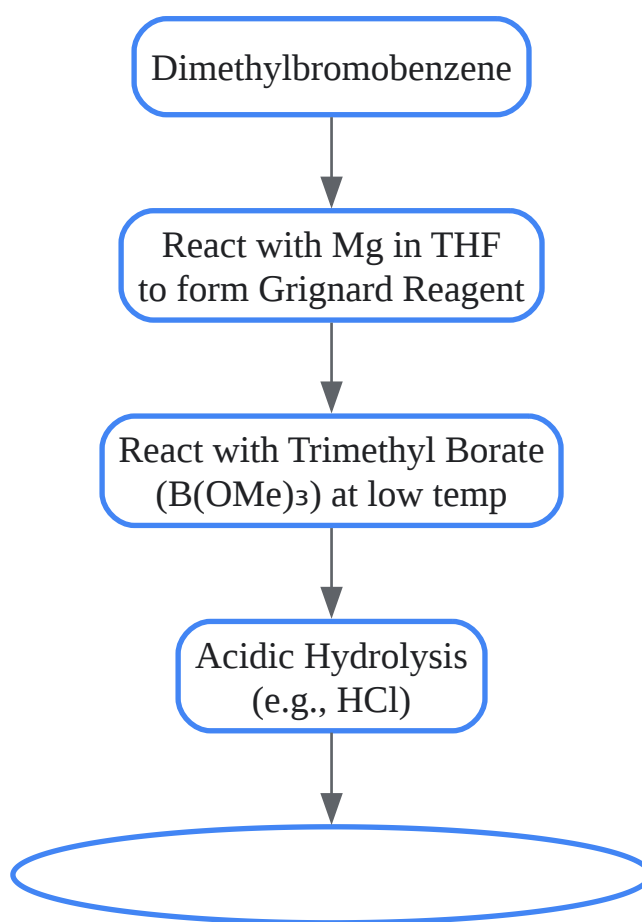 Dimethylbromobenzene
React with Mg in THF
to form Grignard Reagent
React with Trimethyl Borate
(B(OMe)₃) at low temp
Acidic Hydrolysis
(e.g., HCl)